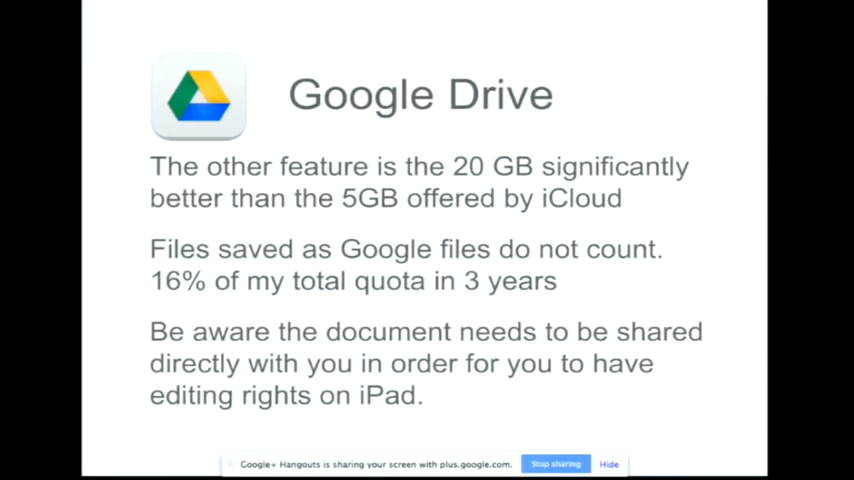 Google Drive
The other feature is the 20 GB significantly
better than the 5GB offered by iCloud
Files saved as Google files do not count.
16% of my total quota in 3 years
Be aware the document needs to be shared
directly with you in order for you to have
editing rights on iPad.
Google+ Hangouts is sharing your screen with plus.google.com. Stop sharing Hide